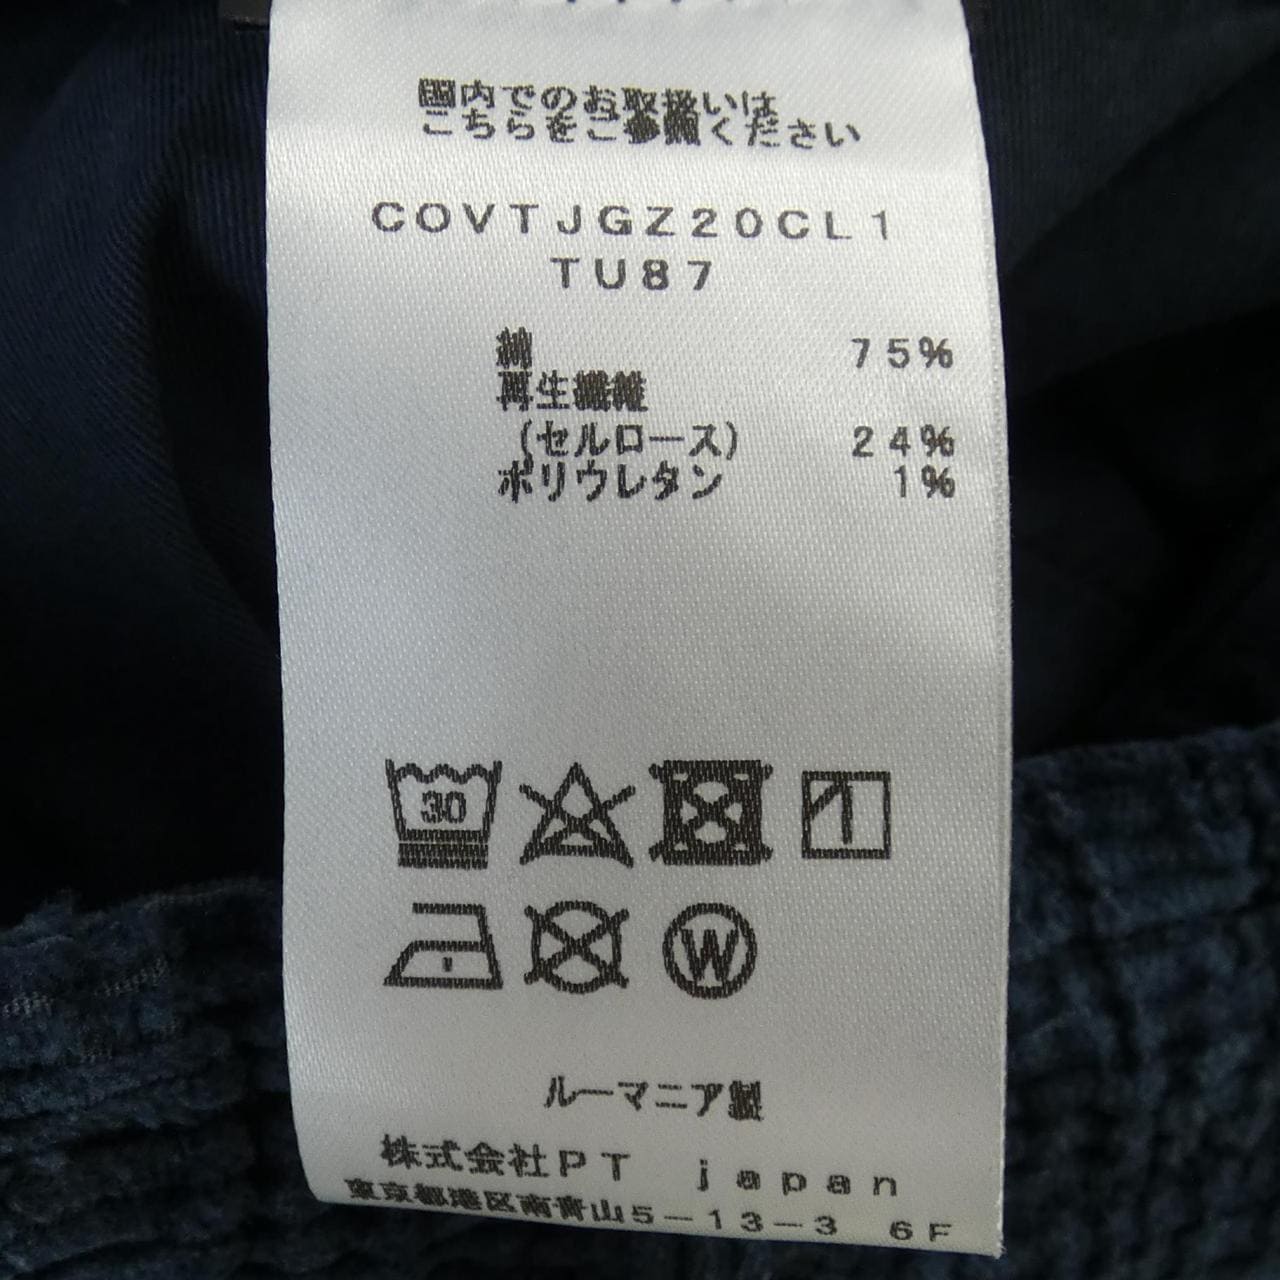 国内でのお取扱いは
こちらをご参照ください
COVTJGZ20CL1
TU87
綿 75%
再生繊維
(セルロース) 24%
ポリウレタン 1%
30
W
ルーマニア製
株式会社PT japan
東京都港区南青山5-13-3 6F